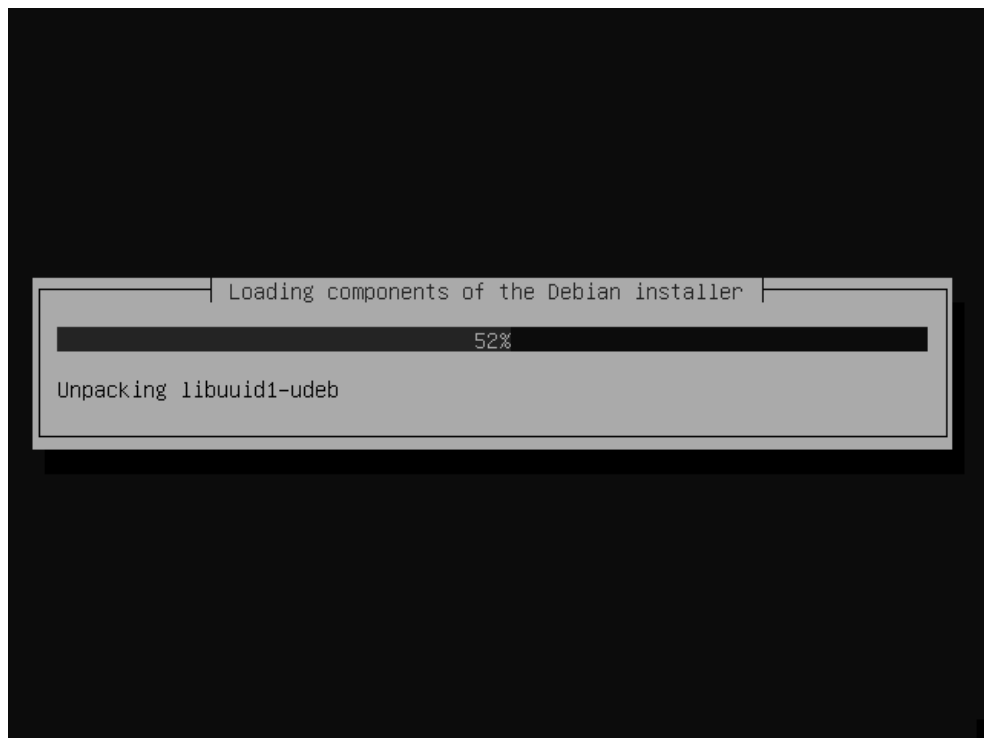 Loading components of the Debian installer
52%
Unpacking libuuid1-udeb